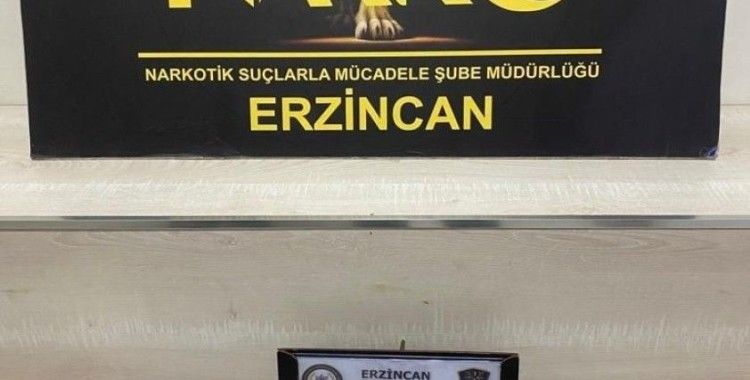 NARKOTİK SUÇLARLA MÜCADELE ŞUBE MÜDÜRLÜĞÜ
ERZİNCAN
ERZİNCAN